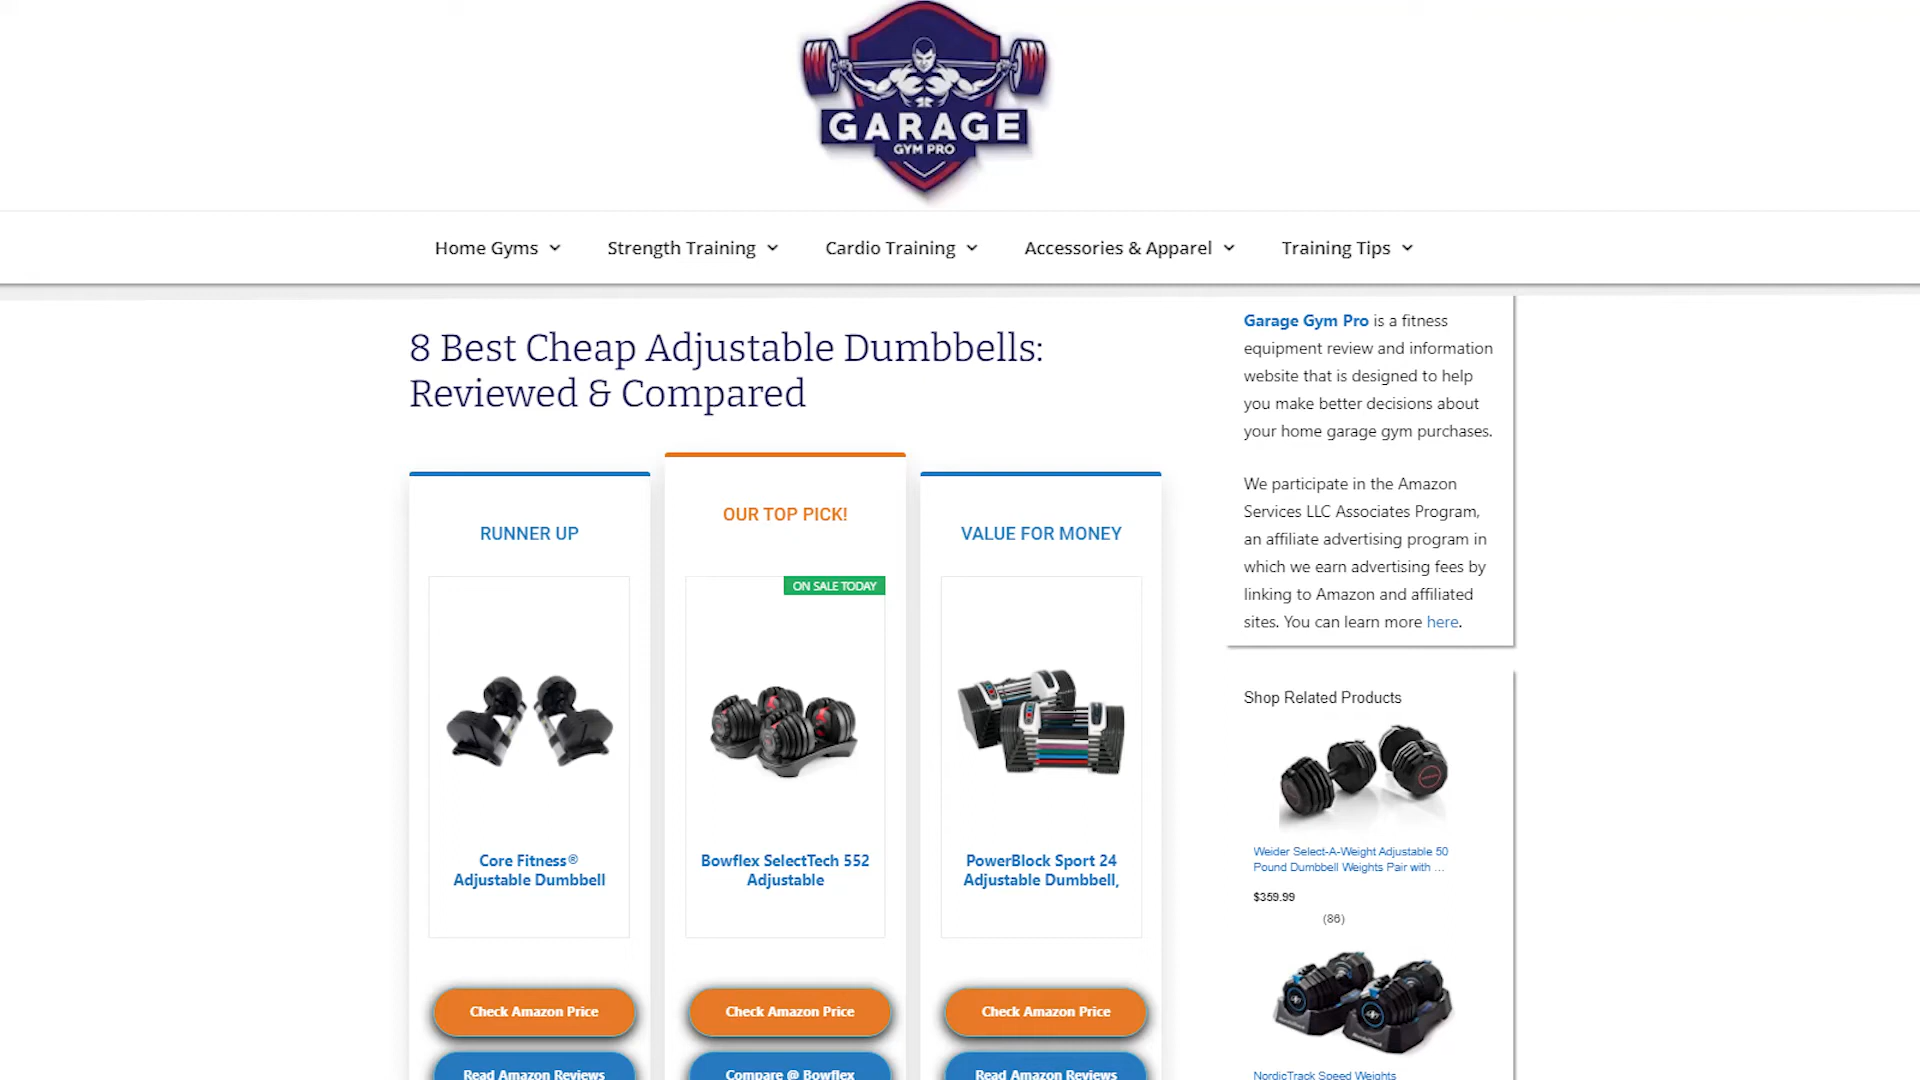 GARAGE
GYM PRO
Home Gyms
Strength Training
Cardio Training
Accessories & Apparel
Training Tips
8 Best Cheap Adjustable Dumbbells:
Reviewed & Compared
RUNNER UP
Core Fitness®
Adjustable Dumbbell
Check Amazon Price
Read Amazon Reviews
OUR TOP PICK!
ON SALE TODAY
Bowflex SelectTech 552
Adjustable
Check Amazon Price
Compare @ Bowflex
VALUE FOR MONEY
PowerBlock Sport 24
Adjustable Dumbbell,
Check Amazon Price
Read Amazon Reviews
Garage Gym Pro is a fitness
equipment review and information
website that is designed to help
you make better decisions about
your home garage gym purchases.
We participate in the Amazon
Services LLC Associates Program,
an affiliate advertising program in
which we earn advertising fees by
linking to Amazon and affiliated
sites. You can learn more here.
Shop Related Products
Weider Select-A-Weight Adjustable 50
Pound Dumbbell Weights Pair with ...
$359.99
(86)
NordicTrack Speed Weights